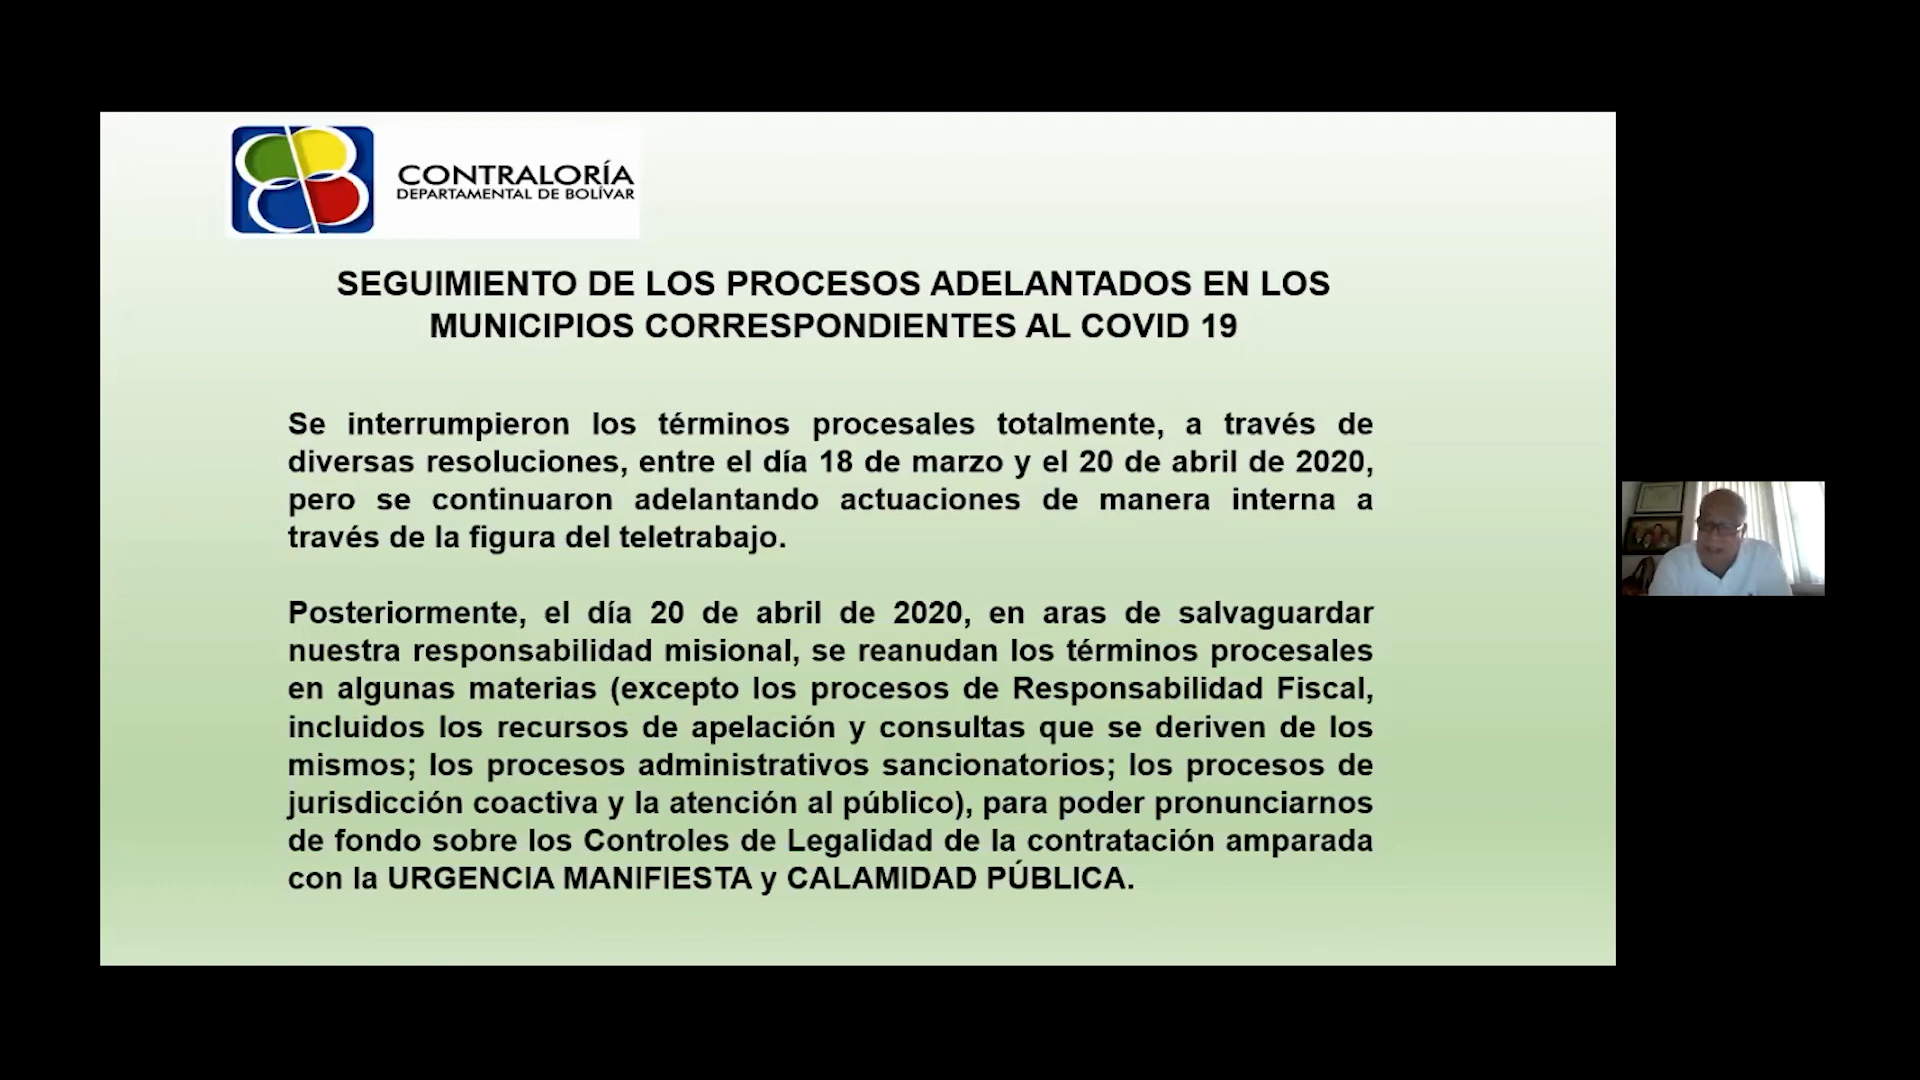 CONTRALORÍA
DEPARTAMENTAL DE BOLÍVAR
SEGUIMIENTO DE LOS PROCESOS ADELANTADOS EN LOS
MUNICIPIOS CORRESPONDIENTES AL COVID 19
Se interrumpieron los términos procesales totalmente, a través de
diversas resoluciones, entre el día 18 de marzo y el 20 de abril de 2020,
pero se continuaron adelantando actuaciones de manera interna a
través de la figura del teletrabajo.
Posteriormente, el día 20 de abril de 2020, en aras de salvaguardar
nuestra responsabilidad misional, se reanudan los términos procesales
en algunas materias (excepto los procesos de Responsabilidad Fiscal,
incluidos los recursos de apelación y consultas que se deriven de los
mismos; los procesos administrativos sancionatorios; los procesos de
jurisdicción coactiva y la atención al público), para poder pronunciarnos
de fondo sobre los Controles de Legalidad de la contratación amparada
con la URGENCIA MANIFIESTA y CALAMIDAD PÚBLICA.